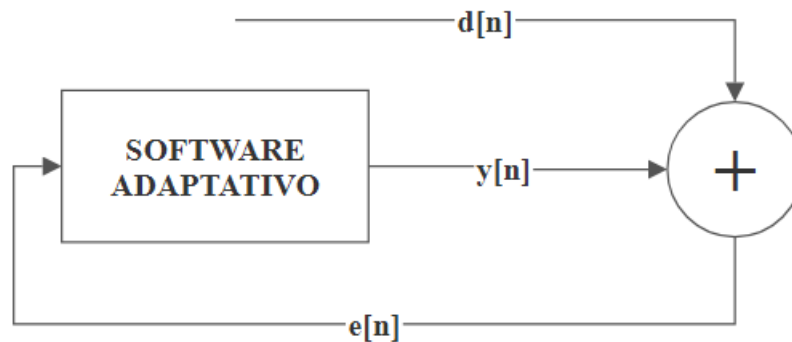 d[n]
SOFTWARE
ADAPTATIVO
y[n]
+
e[n]